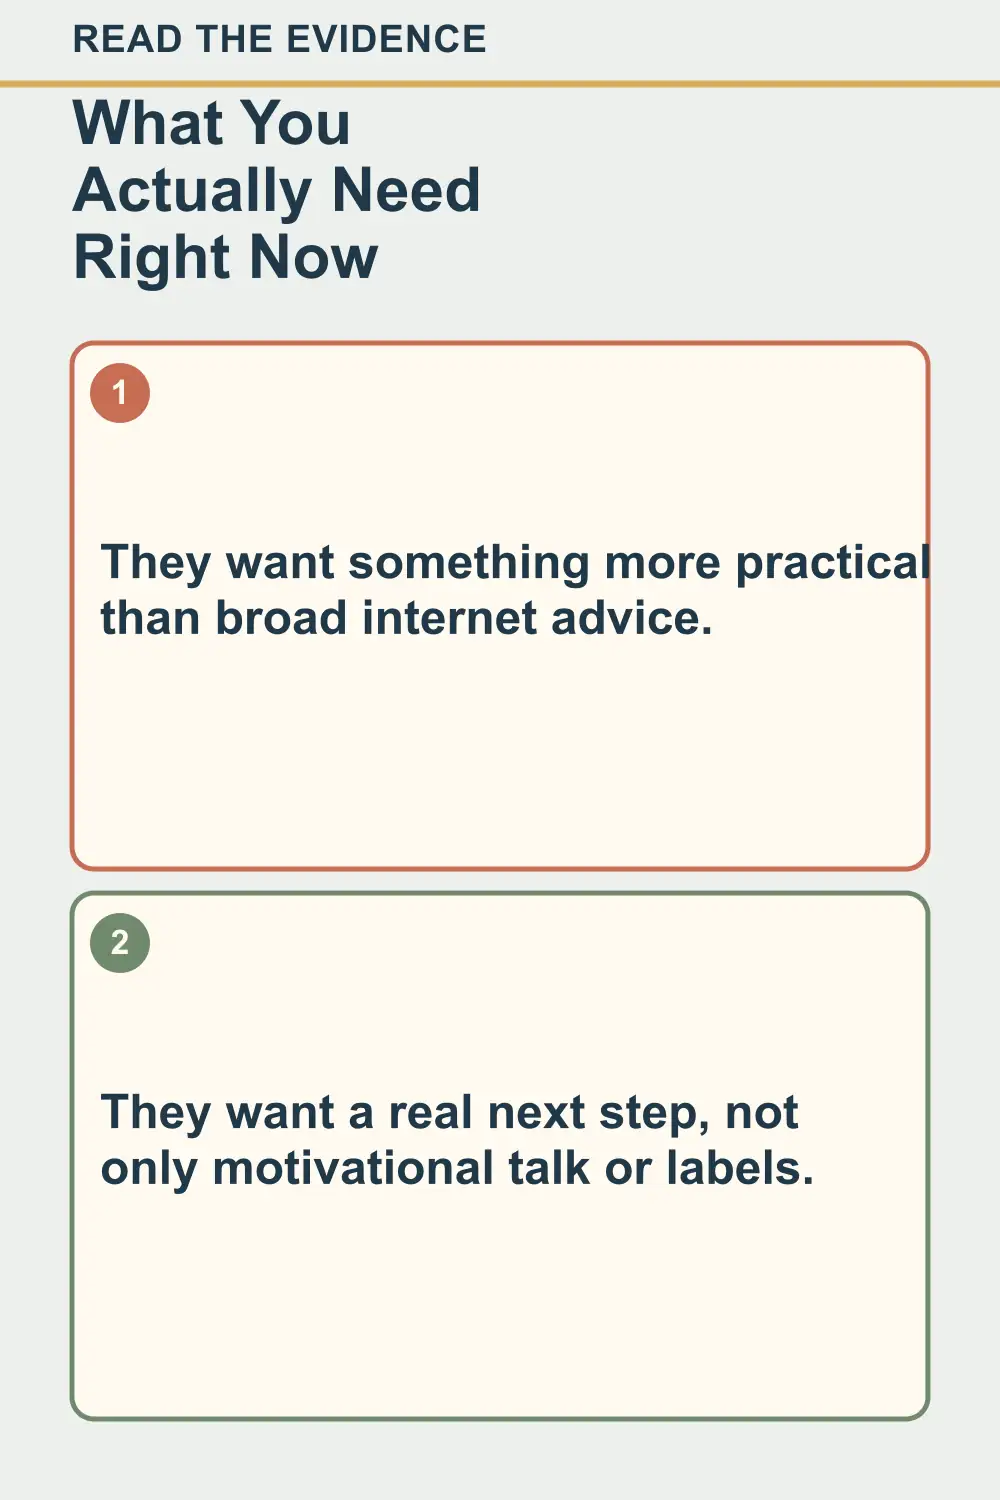 READ THE EVIDENCE
What You
Actually Need
Right Now
1
They want something more practical
than broad internet advice.
2
They want a real next step, not
only motivational talk or labels.